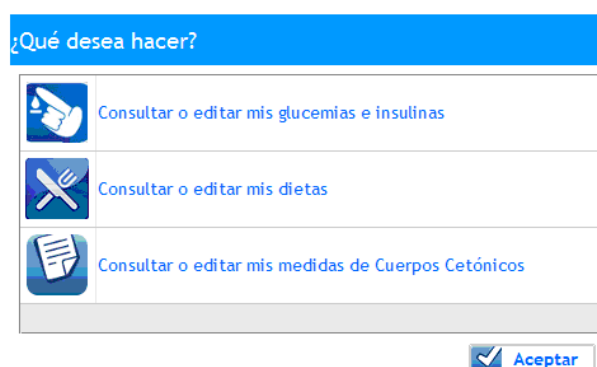 ¿Qué desea hacer?
Consultar o editar mis glucemias e insulinas
Consultar o editar mis dietas
Consultar o editar mis medidas de Cuerpos Cetónicos
Aceptar